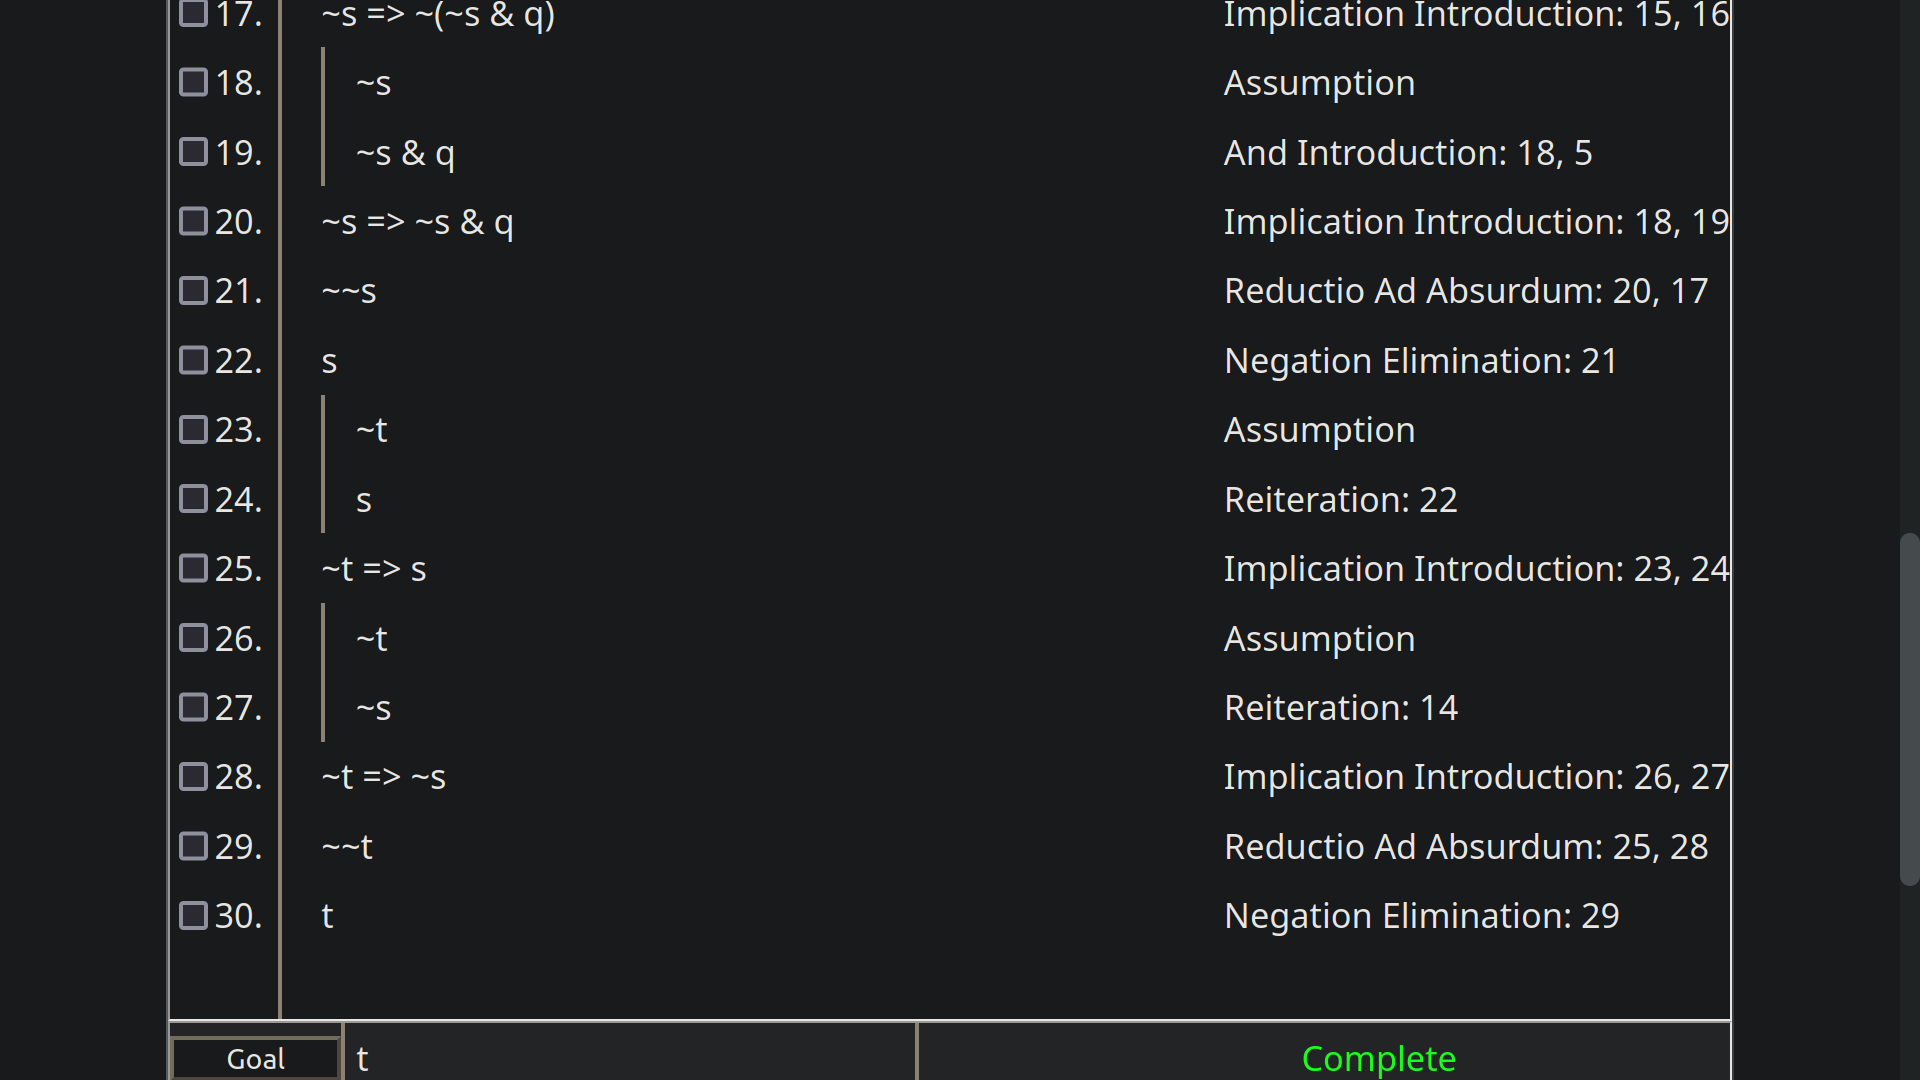 17. ~s => ~(~s & q) Implication Introduction: 15, 16
18. ~s Assumption
19. ~s & q And Introduction: 18, 5
20. ~s => ~s & q Implication Introduction: 18, 19
21. ~~s Reductio Ad Absurdum: 20, 17
22. s Negation Elimination: 21
23. ~t Assumption
24. s Reiteration: 22
25. ~t => s Implication Introduction: 23, 24
26. ~t Assumption
27. ~s Reiteration: 14
28. ~t => ~s Implication Introduction: 26, 27
29. ~~t Reductio Ad Absurdum: 25, 28
30. t Negation Elimination: 29
Goal t Complete